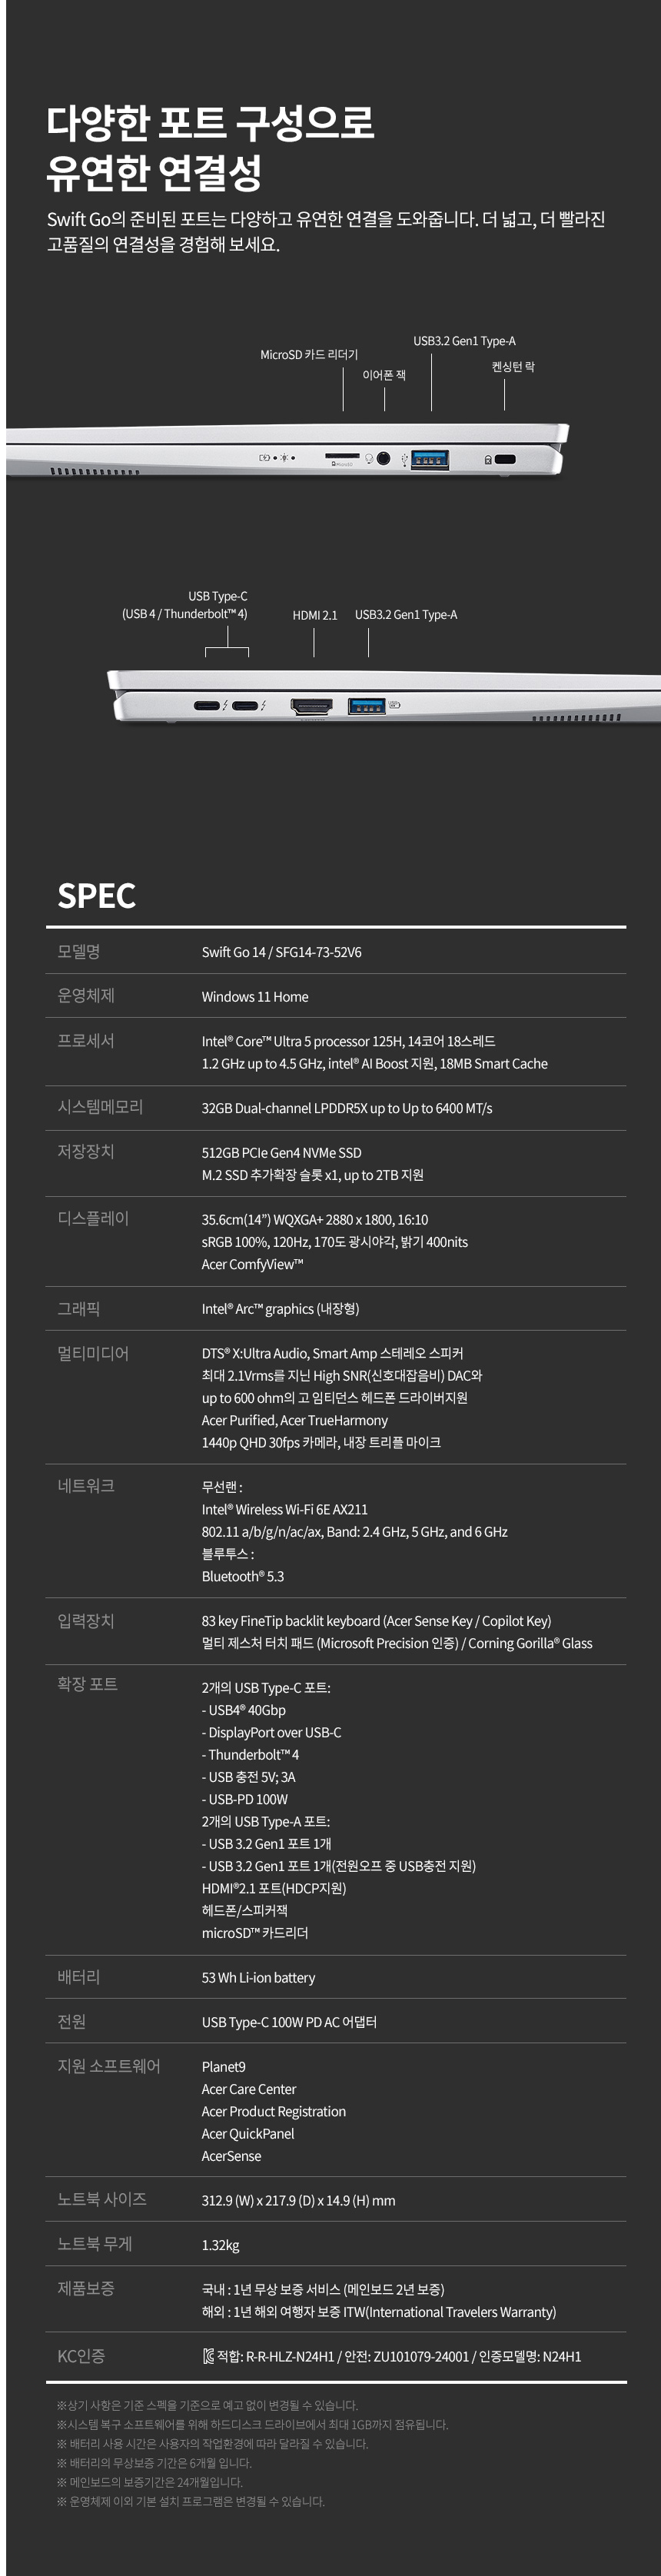 다양한 포트 구성으로
유연한 연결성
Swift Go의 준비된 포트는 다양하고 유연한 연결을 도와줍니다. 더 넓고, 더 빨라진
고품질의 연결성을 경험해 보세요.
USB3.2 Gen1 Type-A
MicroSD 카드 리더기
켄싱턴 락
이어폰 잭
USB Type-C
(USB 4 / Thunderbolt™ 4)
HDMI 2.1
USB3.2 Gen1 Type-A
SPEC
모델명
Swift Go 14 / SFG14-73-52V6
운영체제
Windows 11 Home
프로세서
Intel® Core™ Ultra 5 processor 125H, 14코어 18스레드
1.2 GHz up to 4.5 GHz, intel® AI Boost 지원, 18MB Smart Cache
시스템메모리
32GB Dual-channel LPDDR5X up to Up to 6400 MT/s
저장장치
512GB PCIe Gen4 NVMe SSD
M.2 SSD 추가확장 슬롯 x1, up to 2TB 지원
디스플레이
35.6cm(14”) WQXGA+ 2880 x 1800, 16:10
sRGB 100%, 120Hz, 170도 광시야각, 밝기 400nits
Acer ComfyView™
그래픽
Intel® Arc™ graphics (내장형)
멀티미디어
DTS® X:Ultra Audio, Smart Amp 스테레오 스피커
최대 2.1Vrms를 지닌 High SNR(신호대잡음비) DAC와
up to 600 ohm의 고 임티던스 헤드폰 드라이버지원
Acer Purified, Acer TrueHarmony
1440p QHD 30fps 카메라, 내장 트리플 마이크
네트워크
무선랜 :
Intel® Wireless Wi-Fi 6E AX211
802.11 a/b/g/n/ac/ax, Band: 2.4 GHz, 5 GHz, and 6 GHz
블루투스 :
Bluetooth® 5.3
입력장치
83 key FineTip backlit keyboard (Acer Sense Key / Copilot Key)
멀티 제스처 터치 패드 (Microsoft Precision 인증) / Corning Gorilla® Glass
확장 포트
2개의 USB Type-C 포트:
- USB4® 40Gbp
- DisplayPort over USB-C
- Thunderbolt™ 4
- USB 충전 5V; 3A
- USB-PD 100W
2개의 USB Type-A 포트:
- USB 3.2 Gen1 포트 1개
- USB 3.2 Gen1 포트 1개(전원오프 중 USB충전 지원)
HDMI®2.1 포트(HDCP지원)
헤드폰/스피커잭
microSD™ 카드리더
배터리
53 Wh Li-ion battery
전원
USB Type-C 100W PD AC 어댑터
지원 소프트웨어
Planet9
Acer Care Center
Acer Product Registration
Acer QuickPanel
AcerSense
노트북 사이즈
312.9 (W) x 217.9 (D) x 14.9 (H) mm
노트북 무게
1.32kg
제품보증
국내 : 1년 무상 보증 서비스 (메인보드 2년 보증)
해외 : 1년 해외 여행자 보증 ITW(International Travelers Warranty)
KC인증
적합: R-R-HLZ-N24H1 / 안전: ZU101079-24001 / 인증모델명: N24H1
※상기 사항은 기준 스펙을 기준으로 예고 없이 변경될 수 있습니다.
※시스템 복구 소프트웨어를 위해 하드디스크 드라이브에서 최대 1GB까지 점유됩니다.
※ 배터리 사용 시간은 사용자의 작업환경에 따라 달라질 수 있습니다.
※ 배터리의 무상보증 기간은 6개월 입니다.
※ 메인보드의 보증기간은 24개월입니다.
※ 운영체제 이외 기본 설치 프로그램은 변경될 수 있습니다.